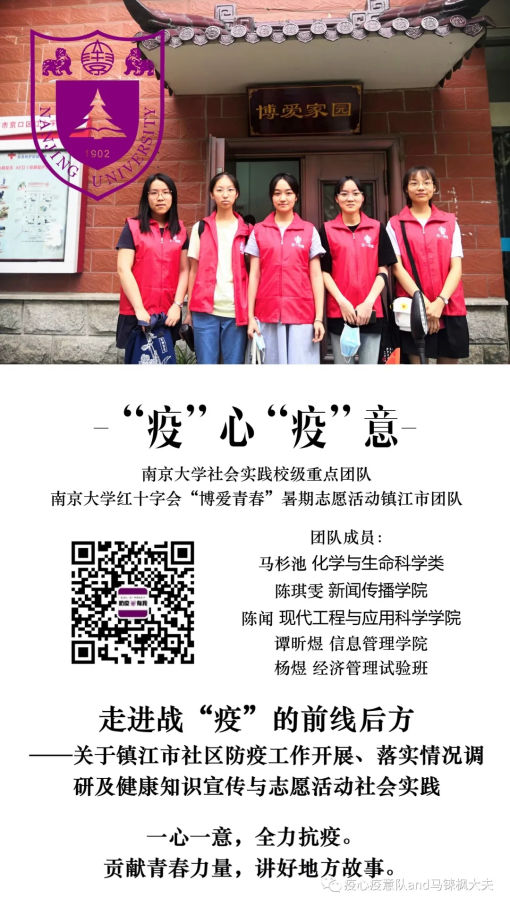 NANJING UNIVERSITY
1902
市京口区
博爱家园
-“疫”心“疫”意-
南京大学社会实践校级重点团队
南京大学红十字会“博爱青春”暑期志愿活动镇江市团队
团队成员：
马杉池 化学与生命科学类
陈琪雯 新闻传播学院
陈闻 现代工程与应用科学学院
谭昕煜 信息管理学院
杨煜 经济管理试验班
走进战“疫”的前线后方
——关于镇江市社区防疫工作开展、落实情况调
研及健康知识宣传与志愿活动社会实践
一心一意，全力抗疫。
贡献青春力量，讲好地方故事。
疫心疫意队and马铼枫大夫